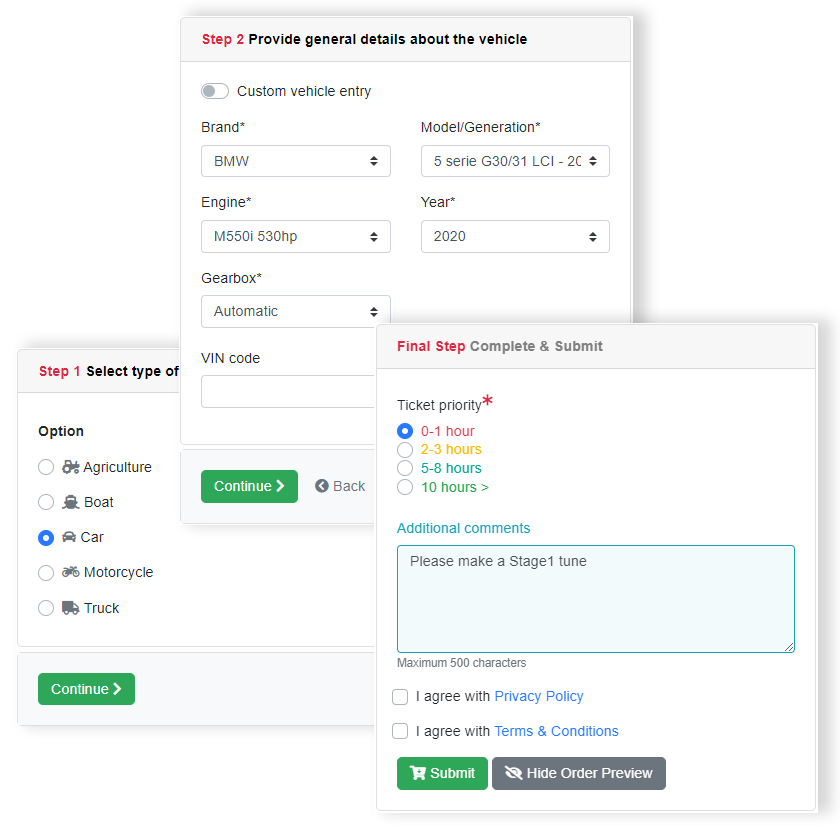 Step 2 Provide general details about the vehicle
Custom vehicle entry
Brand* Model/Generation*
BMW 5 serie G30/31 LCI - 20
Engine* Year*
M550i 530hp 2020
Gearbox*
Automatic
VIN code
Continue Back
Step 1 Select type of
Option
Agriculture
Boat
Car
Motorcycle
Truck
Continue
Final Step Complete & Submit
Ticket priority*
0-1 hour
2-3 hours
5-8 hours
10 hours >
Additional comments
Please make a Stage1 tune
Maximum 500 characters
I agree with Privacy Policy
I agree with Terms & Conditions
Submit Hide Order Preview